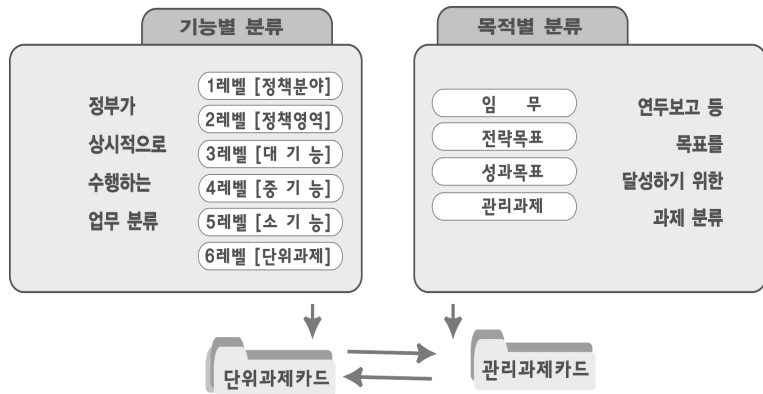 기능별 분류
정부가
상시적으로
수행하는
업무 분류
1레벨 [정책분야]
2레벨 [정책영역]
3레벨 [대 기 능]
4레벨 [중 기 능]
5레벨 [소 기 능]
6레벨 [단위과제]
목적별 분류
임 무
전략목표
성과목표
관리과제
연두보고 등
목표를
달성하기 위한
과제 분류
단위과제카드
관리과제카드